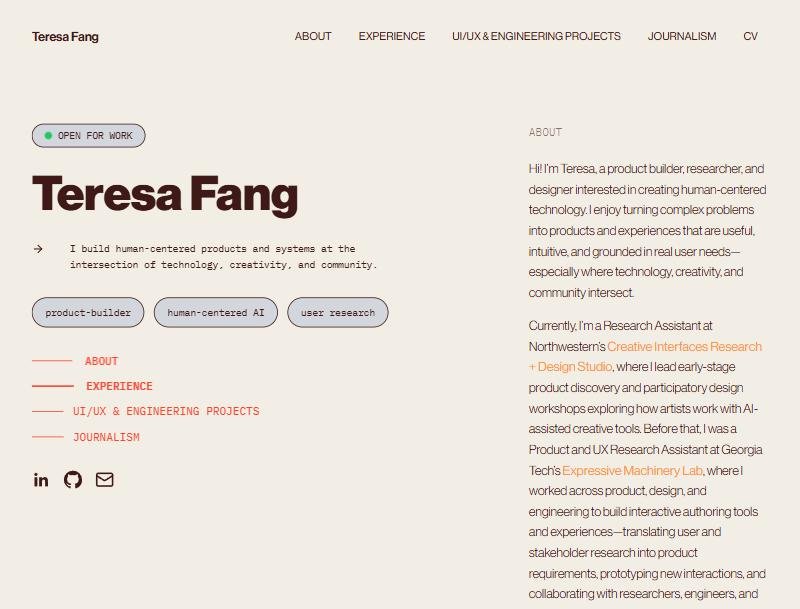 Teresa Fang
ABOUT
EXPERIENCE
UI/UX & ENGINEERING PROJECTS
JOURNALISM
CV
OPEN FOR WORK
Teresa Fang
→ I build human-centered products and systems at the
intersection of technology, creativity, and community.
product-builder
human-centered AI
user research
ABOUT
EXPERIENCE
UI/UX & ENGINEERING PROJECTS
JOURNALISM
in
ABOUT
Hi! I'm Teresa, a product builder, researcher, and
designer interested in creating human-centered
technology. I enjoy turning complex problems
into products and experiences that are useful,
intuitive, and grounded in real user needs—
especially where technology, creativity, and
community intersect.
Currently, I'm a Research Assistant at
Northwestern's Creative Interfaces Research
+ Design Studio, where I lead early-stage
product discovery and participatory design
workshops exploring how artists work with AI-
assisted creative tools. Before that, I was a
Product and UX Research Assistant at Georgia
Tech's Expressive Machinery Lab, where I
worked across product, design, and
engineering to build interactive authoring tools
and experiences—translating user and
stakeholder research into product
requirements, prototyping new interactions, and
collaborating with researchers, engineers, and